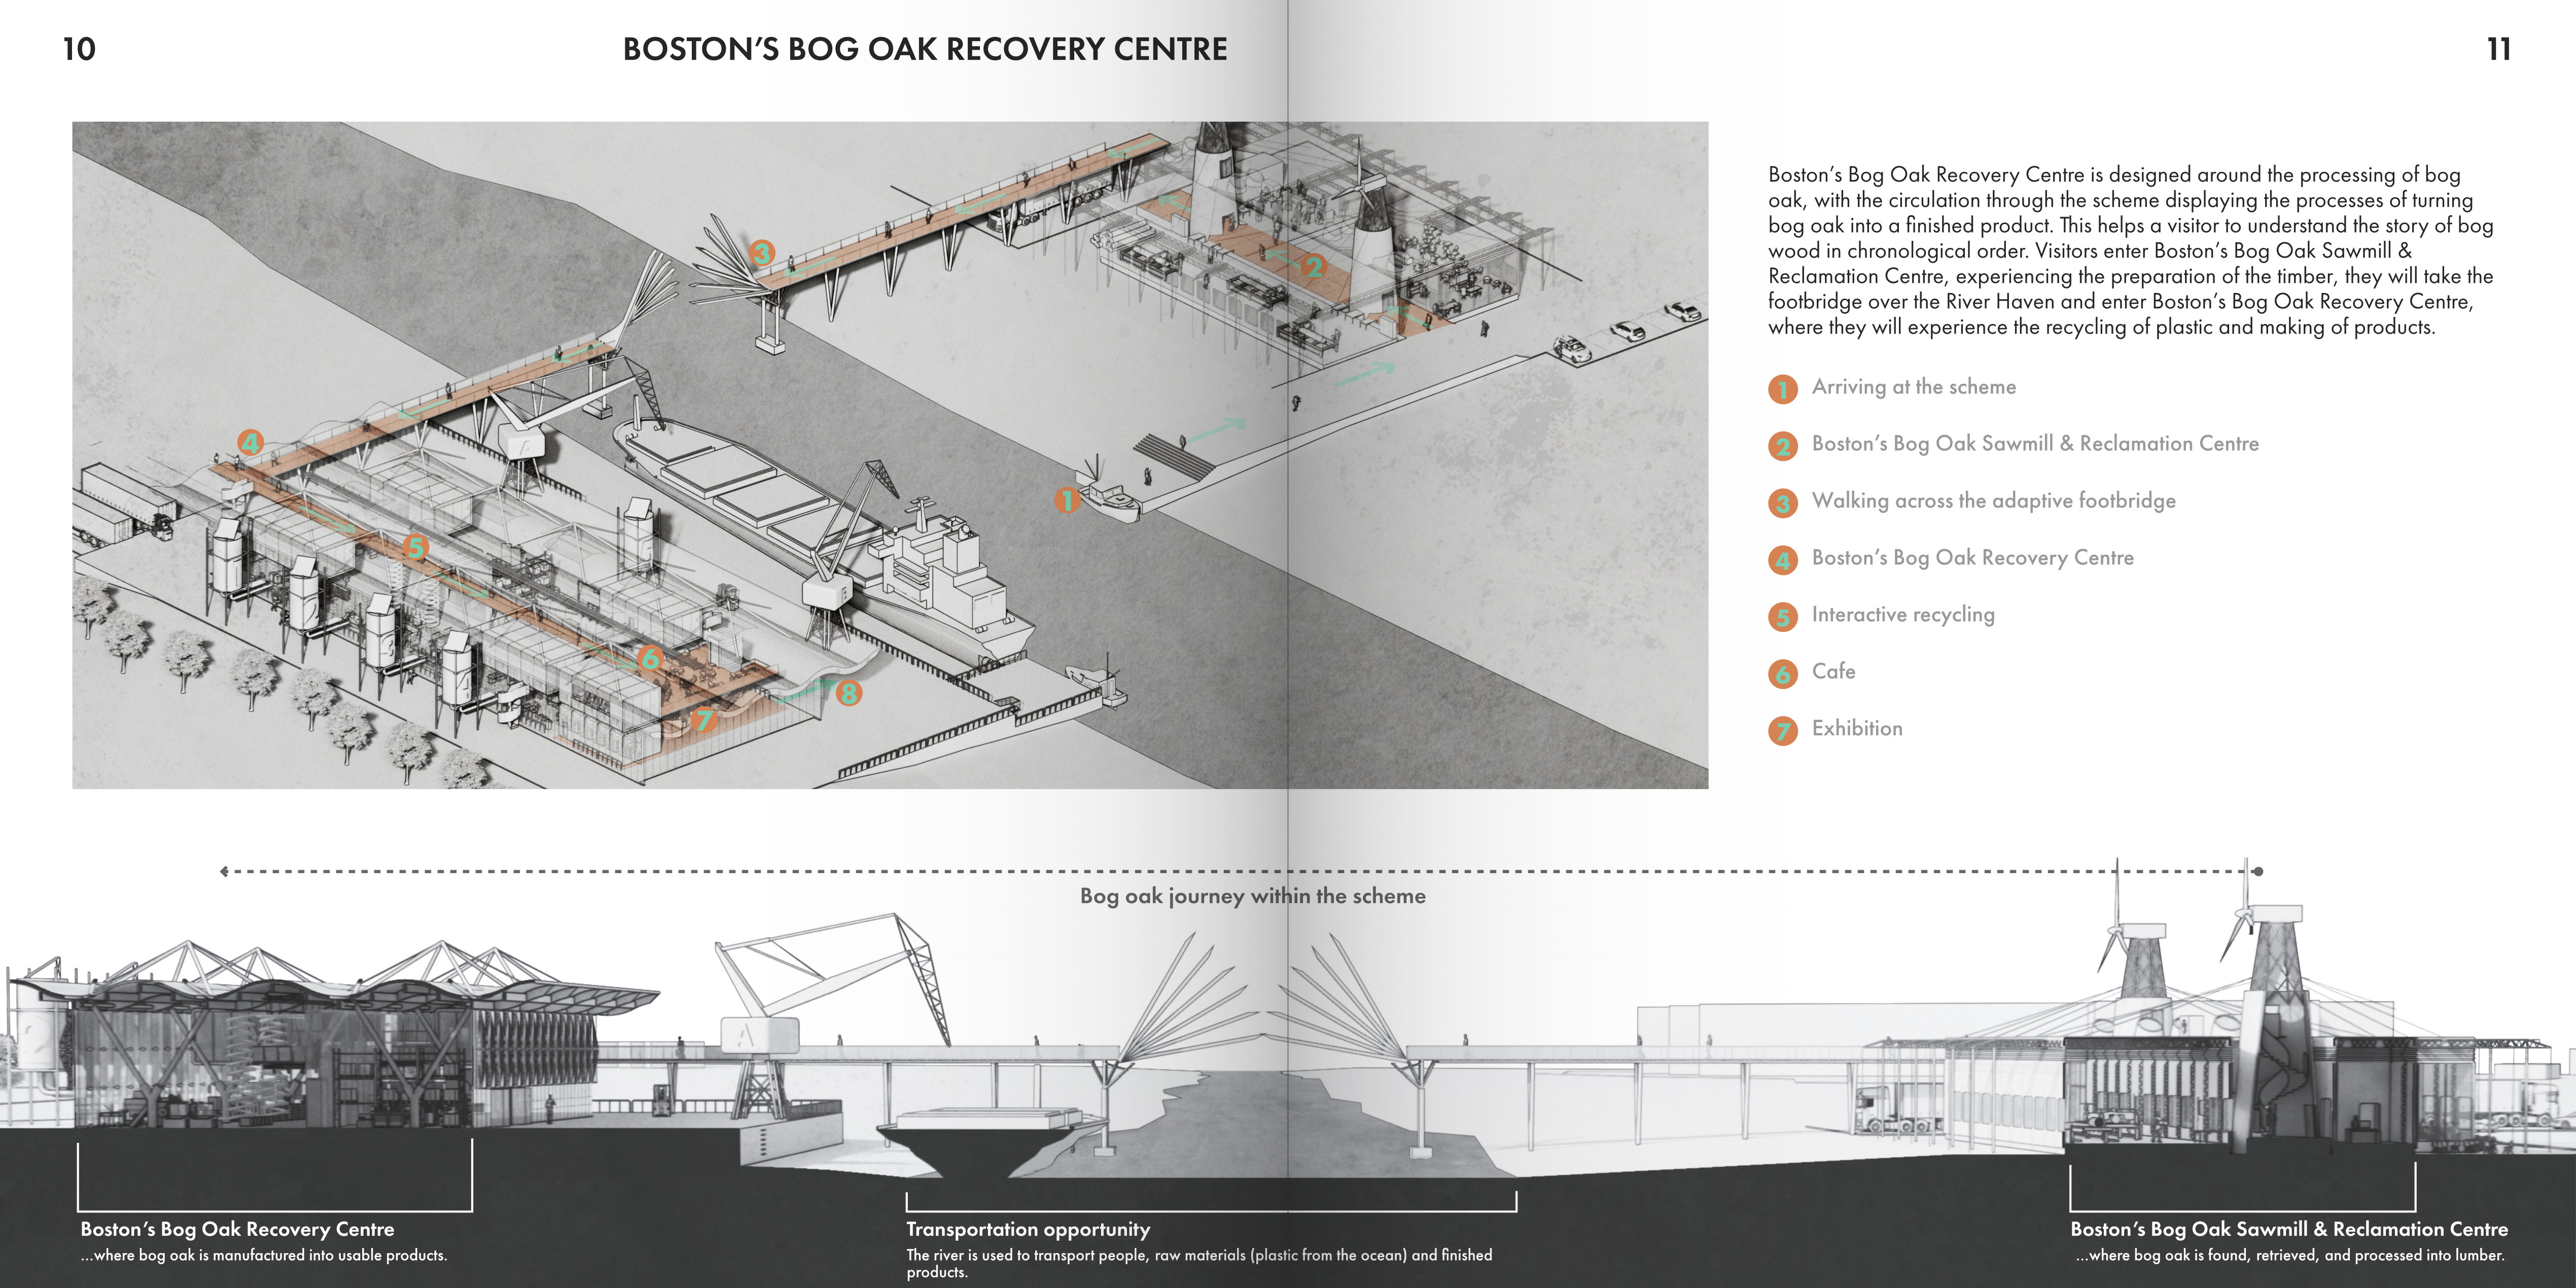 10
BOSTON’S BOG OAK RECOVERY CENTRE
11
3
2
4
1
5
6
7
8
A
B
Boston’s Bog Oak Recovery Centre is designed around the processing of bog
oak, with the circulation through the scheme displaying the processes of turning
bog oak into a finished product. This helps a visitor to understand the story of bog
wood in chronological order. Visitors enter Boston’s Bog Oak Sawmill &
Reclamation Centre, experiencing the preparation of the timber, they will take the
footbridge over the River Haven and enter Boston’s Bog Oak Recovery Centre,
where they will experience the recycling of plastic and making of products.
1 Arriving at the scheme
2 Boston’s Bog Oak Sawmill & Reclamation Centre
3 Walking across the adaptive footbridge
4 Boston’s Bog Oak Recovery Centre
5 Interactive recycling
6 Cafe
7 Exhibition
Bog oak journey within the scheme
A
Boston’s Bog Oak Recovery Centre
...where bog oak is manufactured into usable products.
Transportation opportunity
The river is used to transport people, raw materials (plastic from the ocean) and finished
products.
Boston’s Bog Oak Sawmill & Reclamation Centre
...where bog oak is found, retrieved, and processed into lumber.